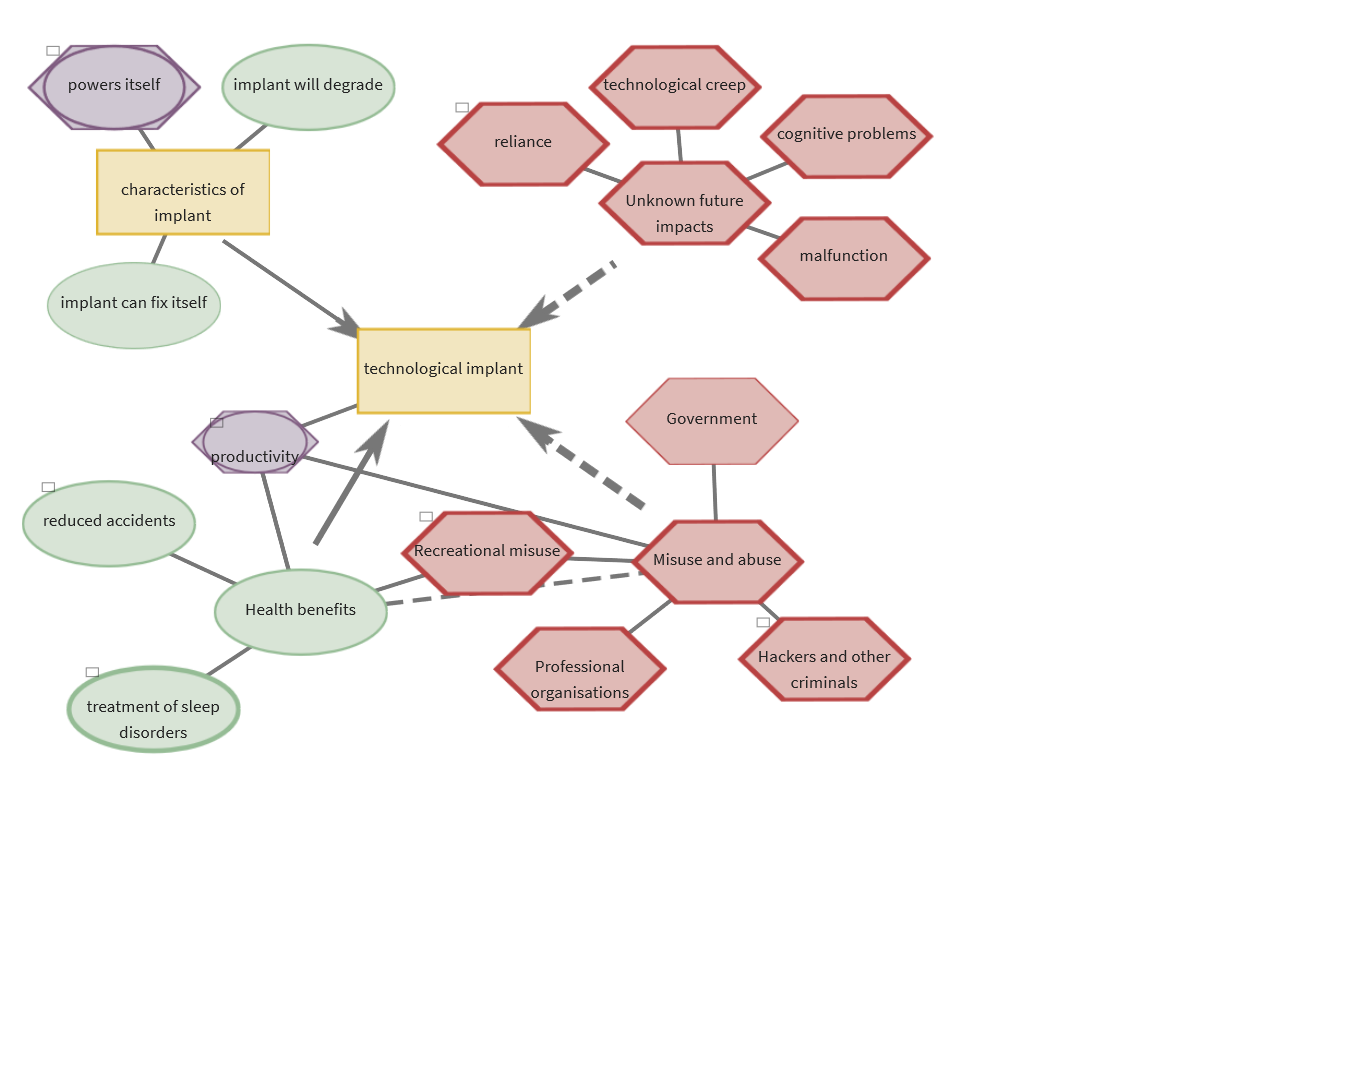 powers itself
implant will degrade
technological creep
reliance
cognitive problems
characteristics of
implant
Unknown future
impacts
malfunction
implant can fix itself
technological implant
Government
productivity
reduced accidents
Recreational misuse
Misuse and abuse
Health benefits
Professional
organisations
Hackers and other
criminals
treatment of sleep
disorders